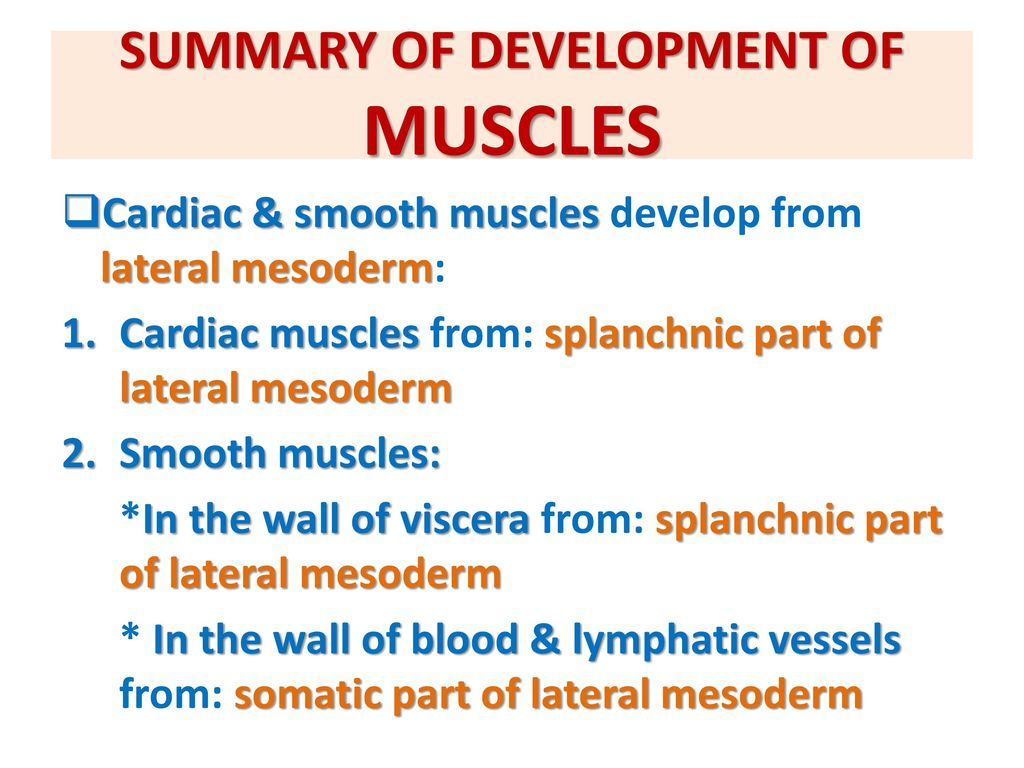 SUMMARY OF DEVELOPMENT OF
MUSCLES
❑Cardiac & smooth muscles develop from
lateral mesoderm:
1. Cardiac muscles from: splanchnic part of
lateral mesoderm
2. Smooth muscles:
*In the wall of viscera from: splanchnic part
of lateral mesoderm
* In the wall of blood & lymphatic vessels
from: somatic part of lateral mesoderm